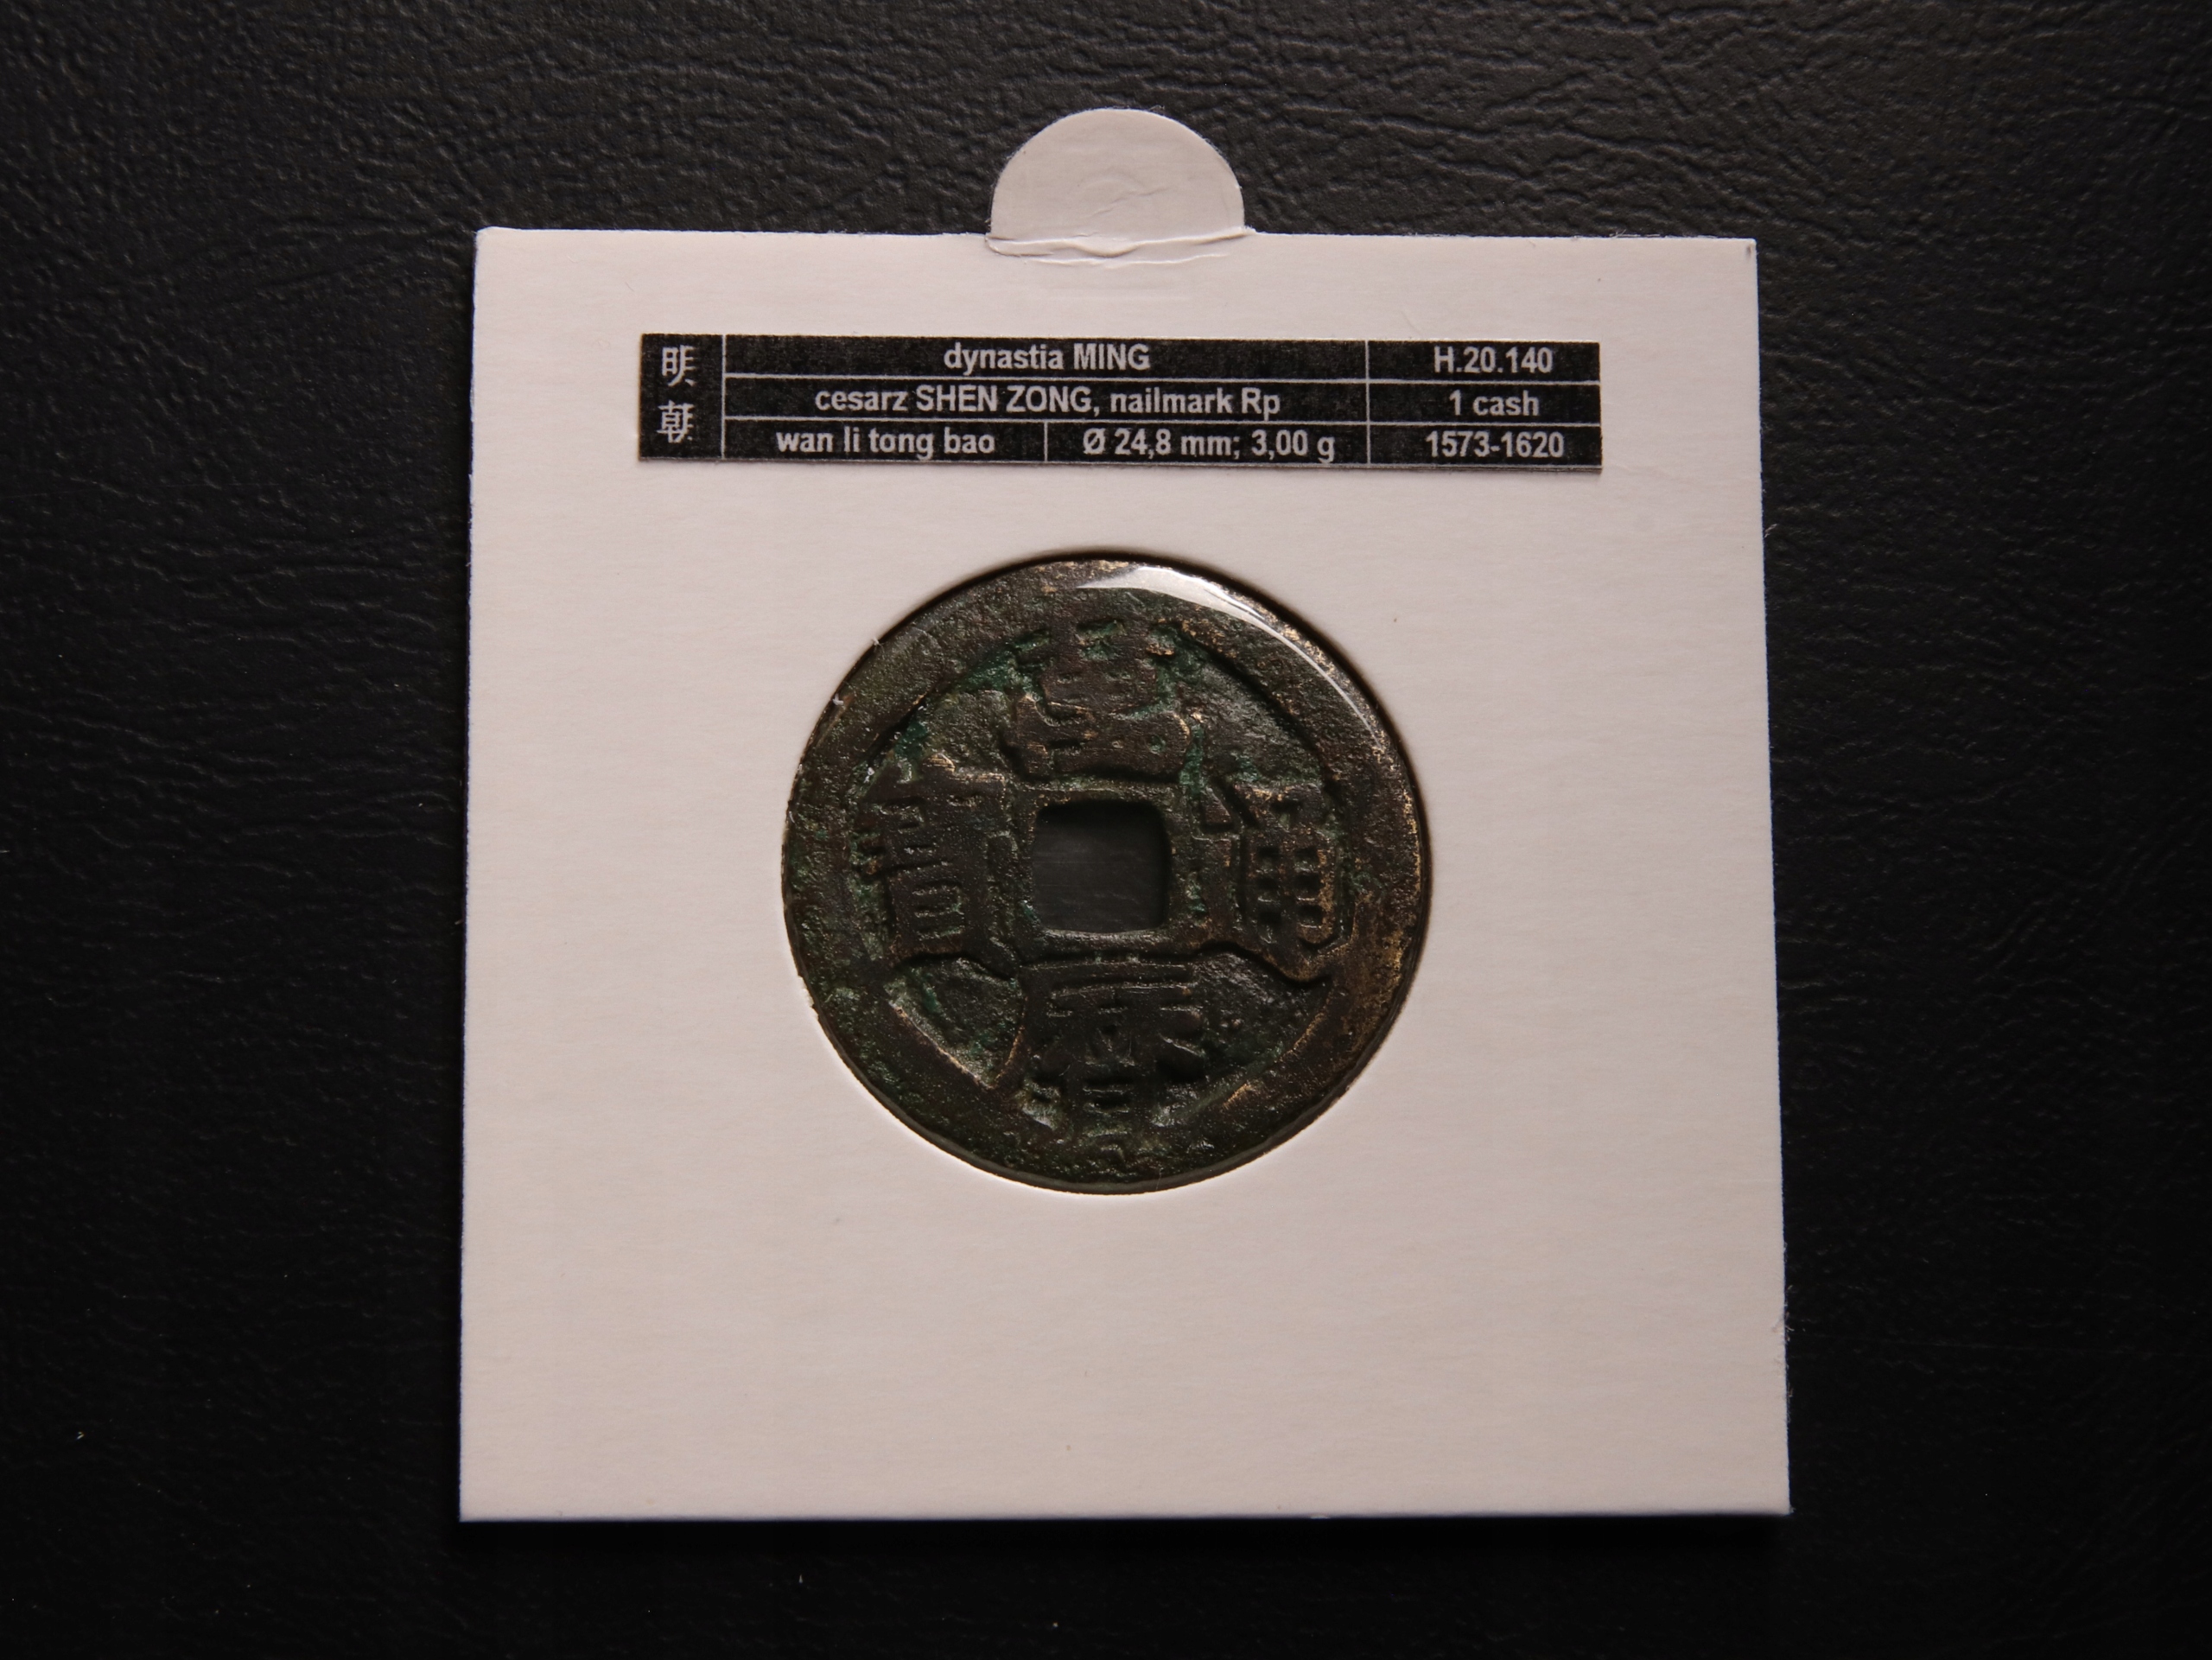 明朝
dynastia MING H.20.140
cesarz SHEN ZONG, nailmark Rp 1 cash
wan li tong bao Ø 24,8 mm; 3,00 g 1573-1620
萬
寶 通
曆